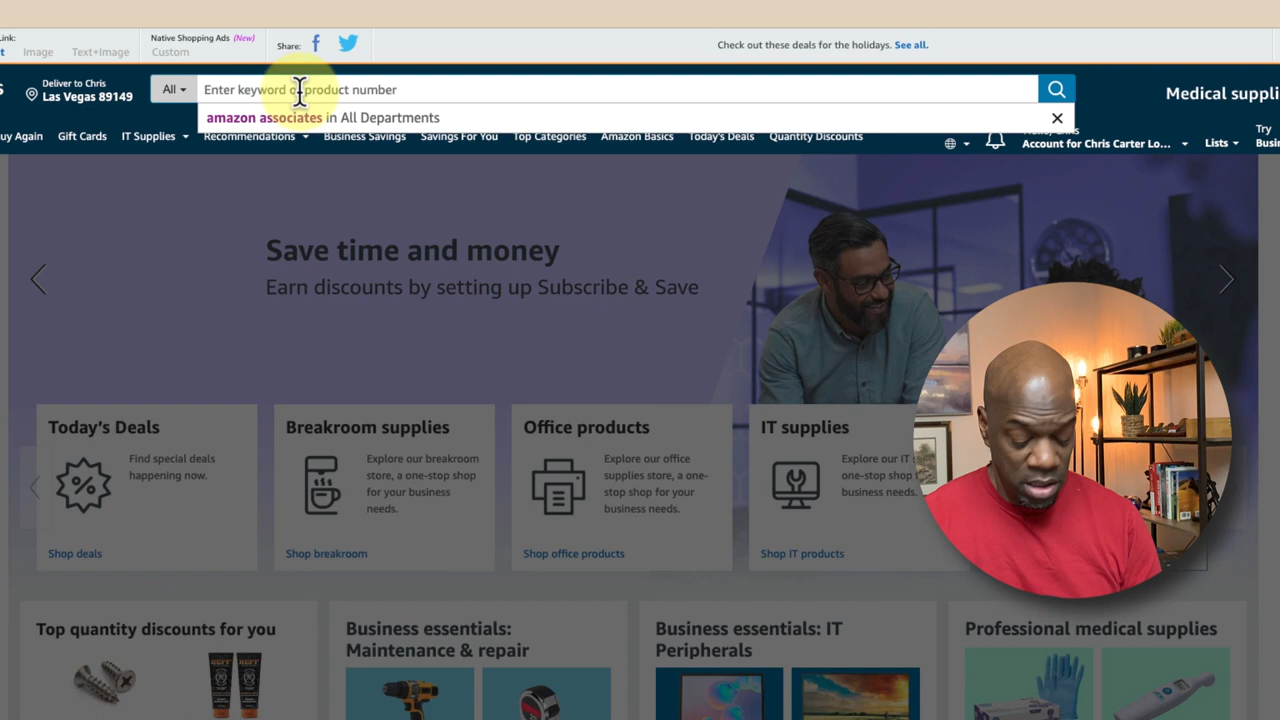 Link:
Native Shopping Ads (New)
Image
Text+Image
Custom
Share:
Check out these deals for the holidays. See all.
Deliver to Chris
Las Vegas 89149
All
Enter keyword or product number
Medical suppli
amazon associates in All Departments
uy Again
Gift Cards
IT Supplies
Recommendations
Business Savings
Savings For You
Top Categories
Amazon Basics
Today's Deals
Quantity Discounts
Account for Chris Carter Lo...
Lists
Try
Busin
Save time and money
Earn discounts by setting up Subscribe & Save
Today's Deals
Find special deals
happening now.
Shop deals
Breakroom supplies
Explore our breakroom
store, a one-stop shop
for your business
needs.
Shop breakroom
Office products
Explore our office
supplies store, a one-
stop shop for your
business needs.
Shop office products
IT supplies
Explore our IT s
one-stop shop f
business needs.
Shop IT products
Top quantity discounts for you
Business essentials:
Maintenance & repair
Business essentials: IT
Peripherals
Professional medical supplies